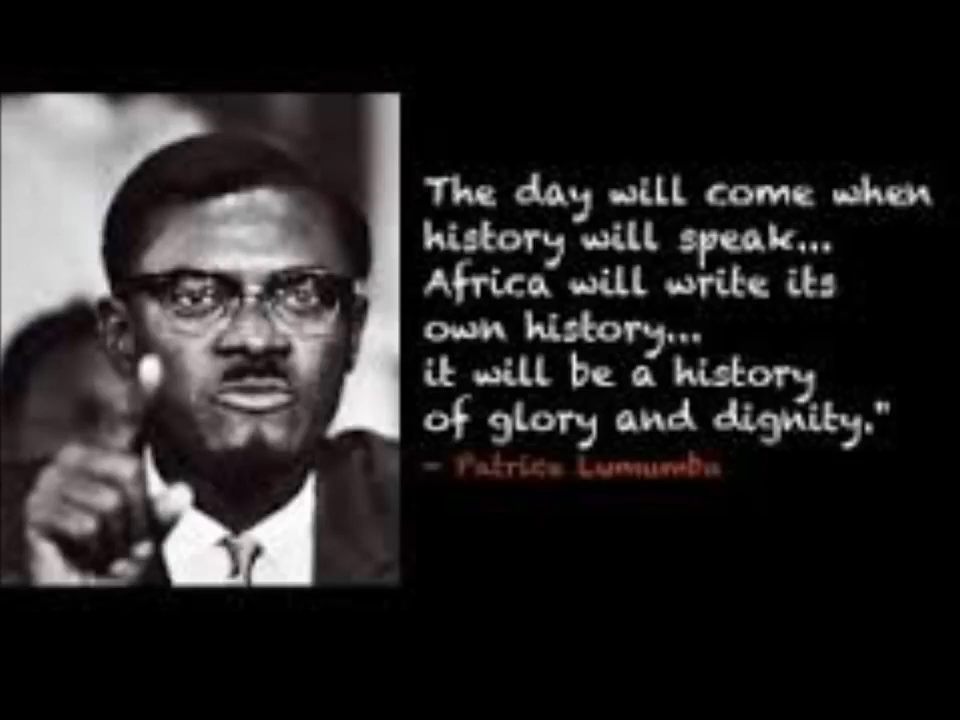 The day will come when
history will speak...
Africa will write its
own history...
it will be a history
of glory and dignity."
- Patrice Lumumba